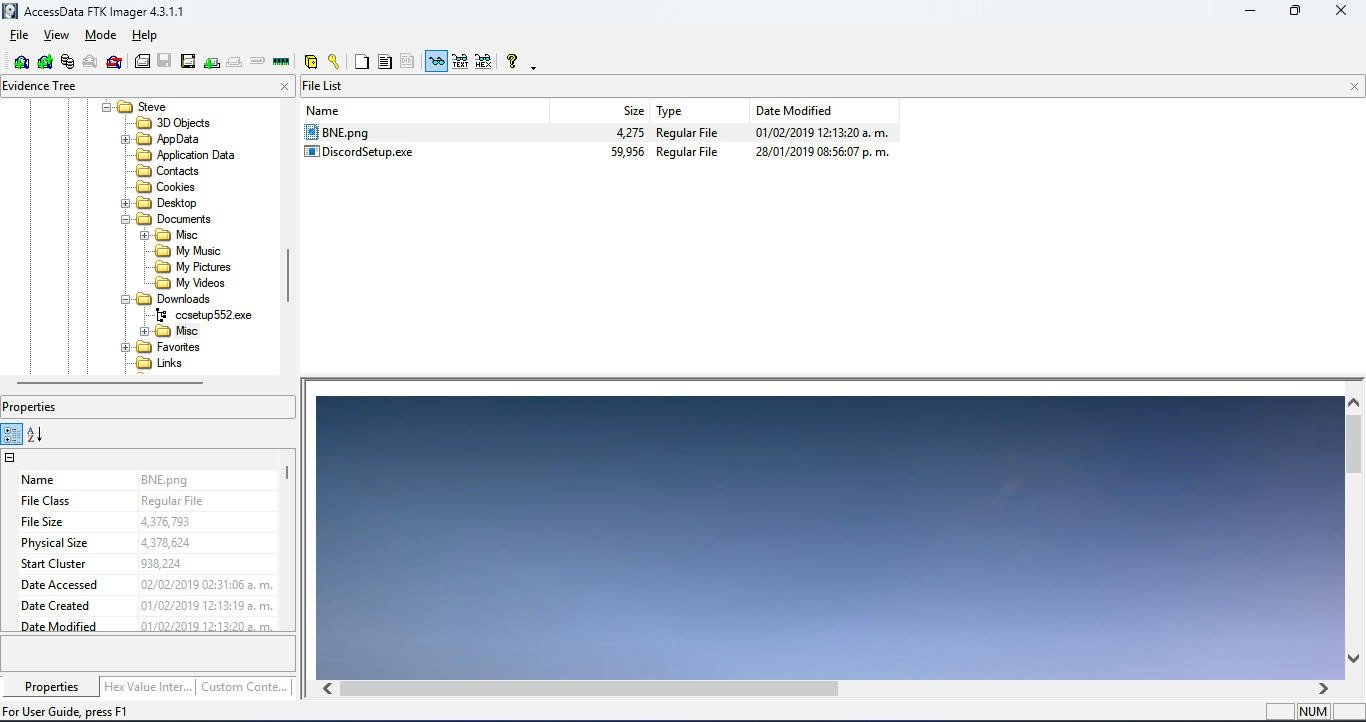 AccessData FTK Imager 4.3.1.1
File View Mode Help
TEXT HEX
Evidence Tree
Steve
3D Objects
AppData
Application Data
Contacts
Cookies
Desktop
Documents
Misc
My Music
My Pictures
My Videos
Downloads
ccsetup552.exe
Misc
Favorites
Links
File List
Name Size Type Date Modified
BNE.png 4,275 Regular File 01/02/2019 12:13:20 a. m.
DiscordSetup.exe 59,956 Regular File 28/01/2019 08:56:07 p. m.
Properties
Name BNE.png
File Class Regular File
File Size 4,376,793
Physical Size 4,378,624
Start Cluster 938,224
Date Accessed 02/02/2019 02:31:06 a. m.
Date Created 01/02/2019 12:13:19 a. m.
Date Modified 01/02/2019 12:13:20 a. m.
Properties Hex Value Inter... Custom Conte...
For User Guide, press F1
NUM